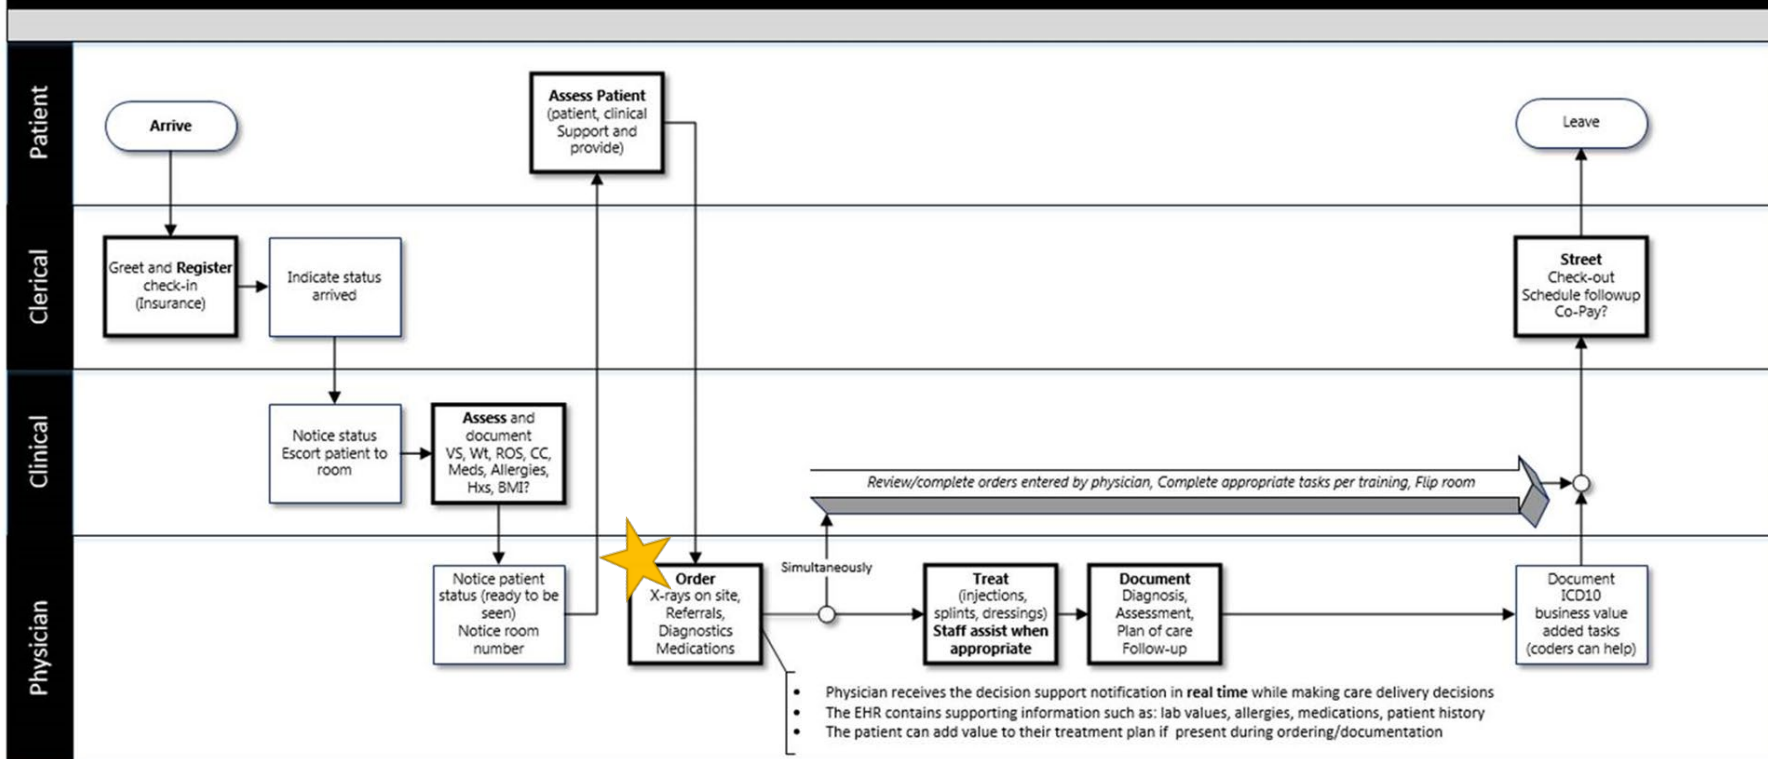 Patient
Arrive
Assess Patient
(patient, clinical
Support and
provide)
Leave
Clerical
Greet and Register
check-in
(Insurance)
Indicate status
arrived
Street
Check-out
Schedule followup
Co-Pay?
Clinical
Notice status
Escort patient to
room
Assess and
document
VS, Wt, ROS, CC,
Meds, Allergies,
Hxs, BMI?
Review/complete orders entered by physician, Complete appropriate tasks per training, Flip room
Physician
Notice patient
status (ready to be
seen)
Notice room
number
Order
X-rays on site,
Referrals,
Diagnostics
Medications
Simultaneously
Treat
(injections,
splints, dressings)
Staff assist when
appropriate
Document
Diagnosis,
Assessment,
Plan of care
Follow-up
Document
ICD10
business value
added tasks
(coders can help)
• Physician receives the decision support notification in real time while making care delivery decisions
• The EHR contains supporting information such as: lab values, allergies, medications, patient history
• The patient can add value to their treatment plan if present during ordering/documentation